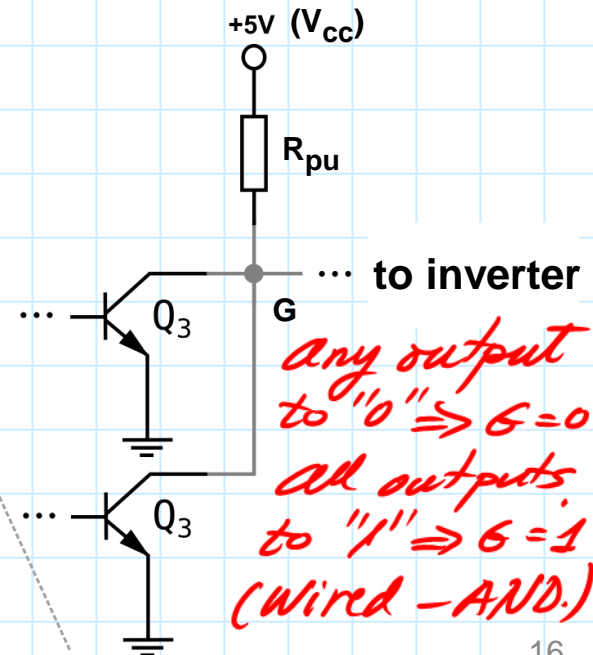 +5V (Vcc)
Rpu
... to inverter
... Q3
G
any output
to "0" => G=0
... Q3
all outputs
to "1" => G=1
(Wired-AND.)
16